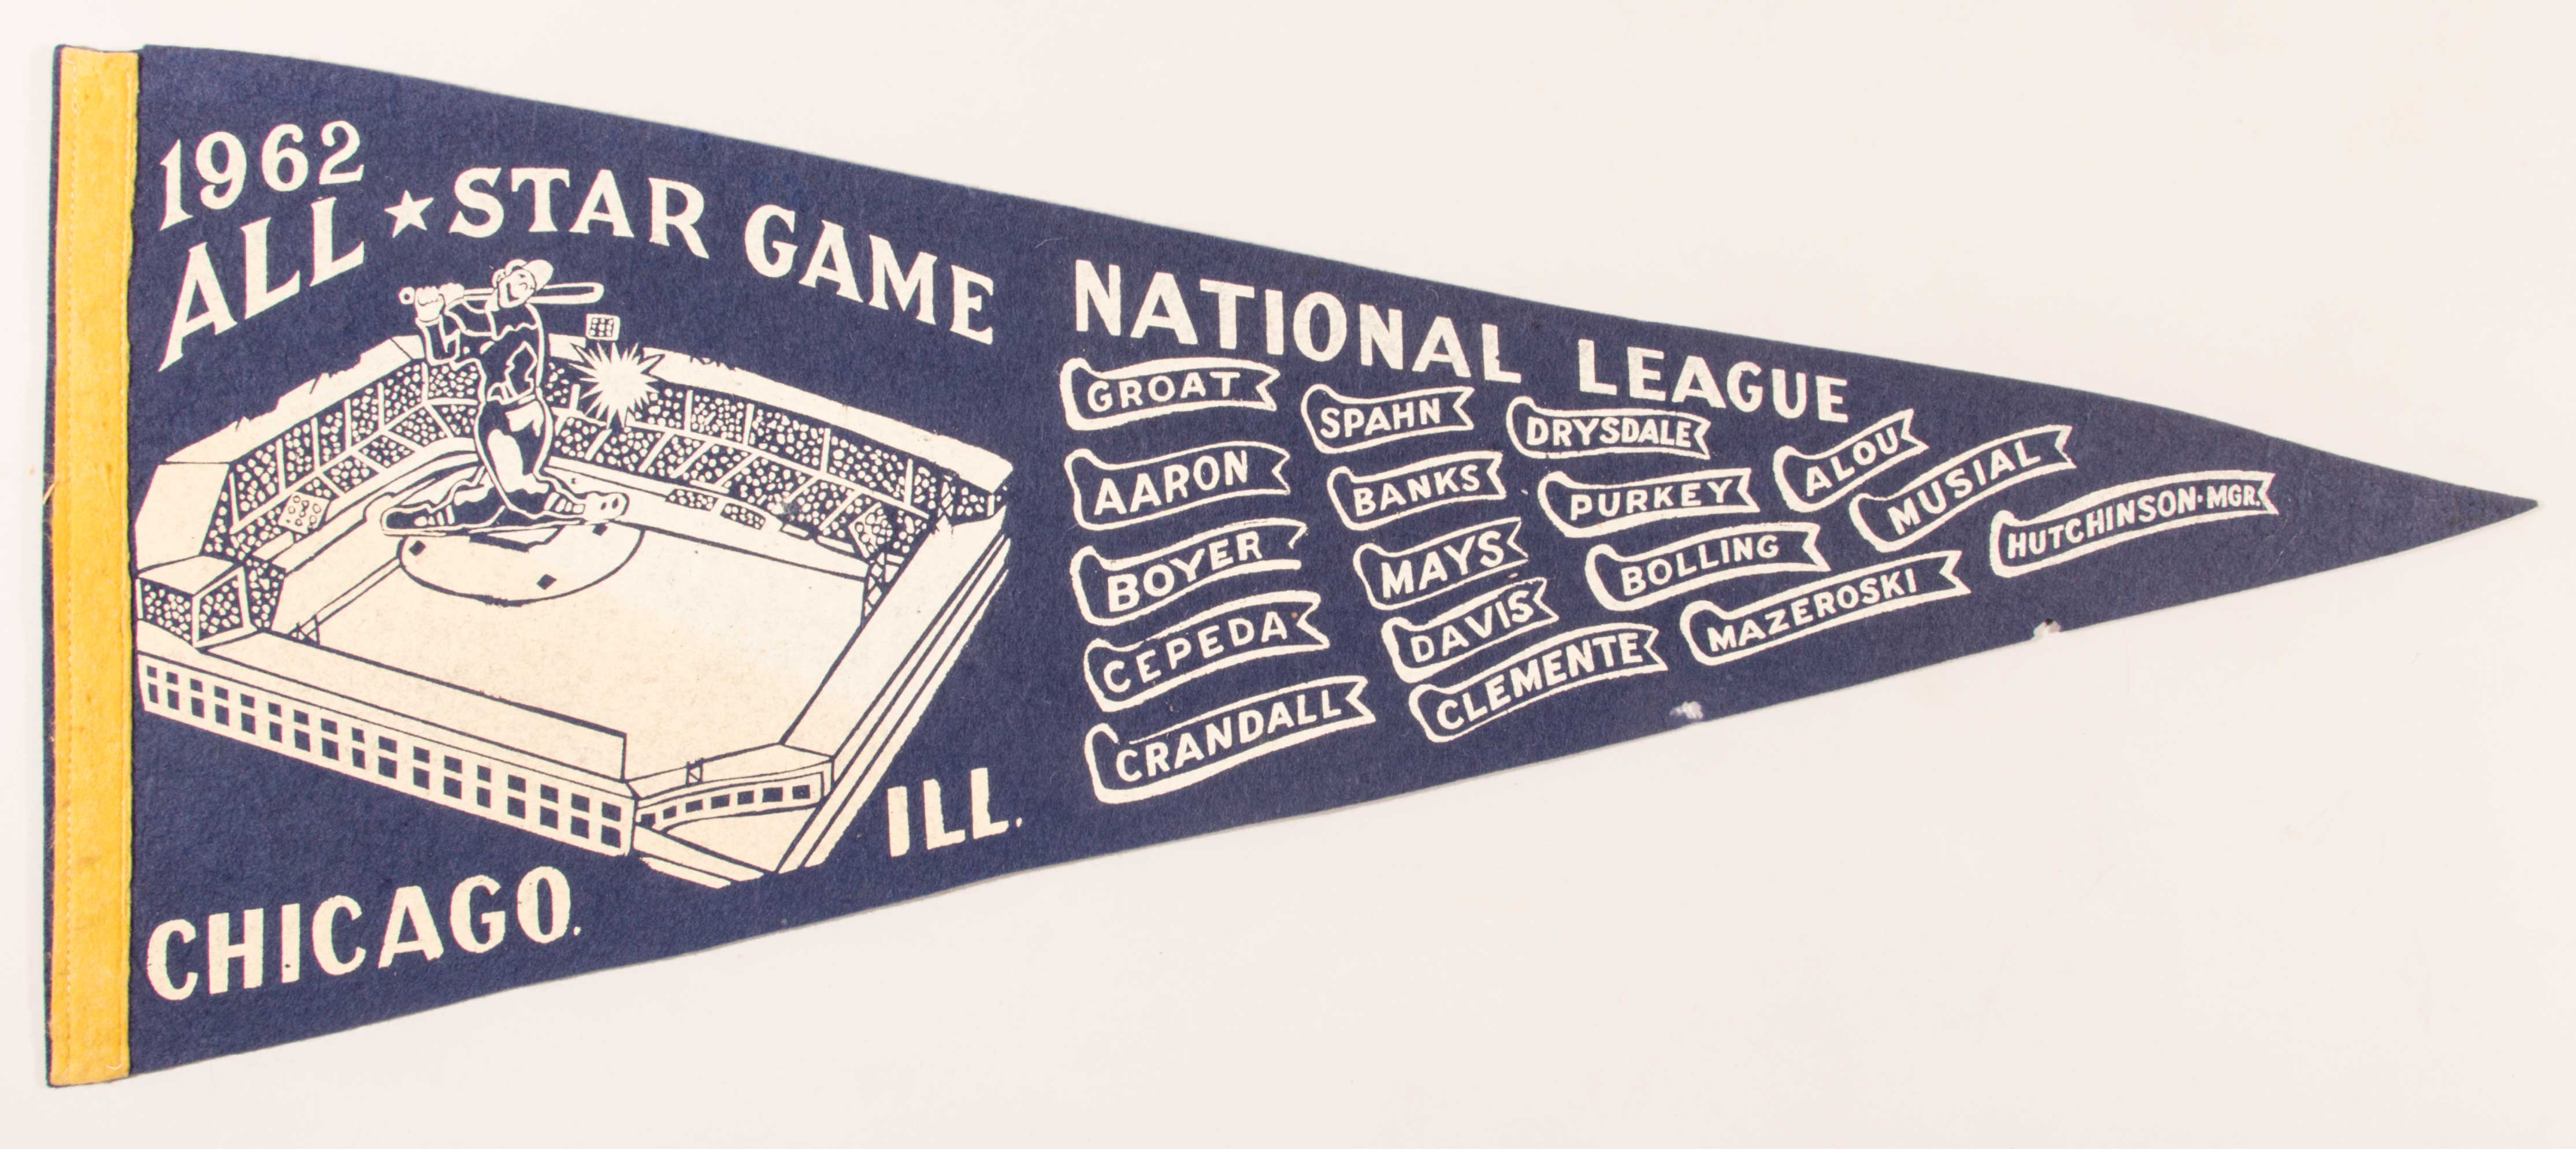 1962
ALL ★ STAR GAME
CHICAGO.
ILL.
NATIONAL LEAGUE
GROAT
AARON
BOYER
CEPEDA
CRANDALL
SPAHN
BANKS
MAYS
DAVIS
CLEMENTE
DRYSDALE
PURKEY
BOLLING
MAZEROSKI
ALOU
MUSIAL
HUTCHINSON·MGR.